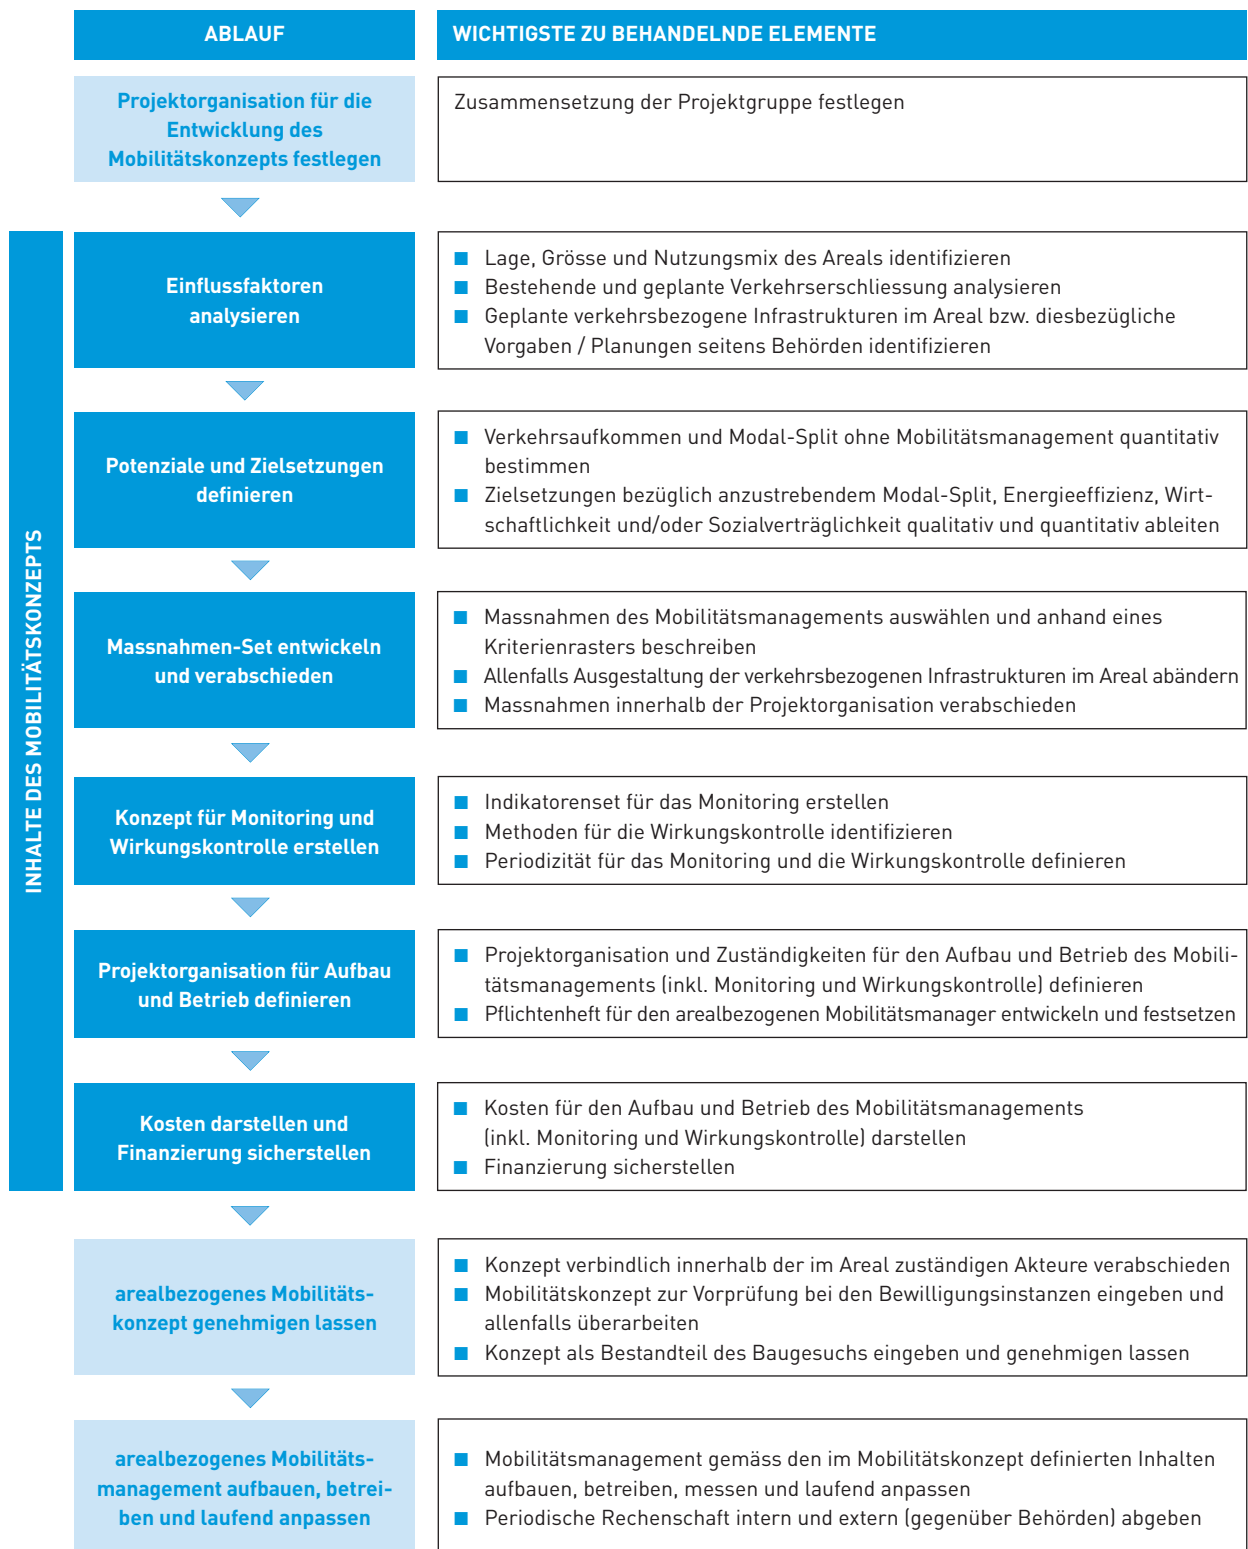 ABLAUF
WICHTIGSTE ZU BEHANDELNDE ELEMENTE
Projektorganisation für die
Entwicklung des
Mobilitätskonzepts festlegen
Zusammensetzung der Projektgruppe festlegen
INHALTE DES MOBILITÄTSKONZEPTS
Einflussfaktoren
analysieren
■ Lage, Grösse und Nutzungsmix des Areals identifizieren
■ Bestehende und geplante Verkehrserschliessung analysieren
■ Geplante verkehrsbezogene Infrastrukturen im Areal bzw. diesbezügliche
Vorgaben / Planungen seitens Behörden identifizieren
Potenziale und Zielsetzungen
definieren
■ Verkehrsaufkommen und Modal-Split ohne Mobilitätsmanagement quantitativ
bestimmen
■ Zielsetzungen bezüglich anzustrebendem Modal-Split, Energieeffizienz, Wirt-
schaftlichkeit und/oder Sozialverträglichkeit qualitativ und quantitativ ableiten
Massnahmen-Set entwickeln
und verabschieden
■ Massnahmen des Mobilitätsmanagements auswählen und anhand eines
Kriterienrasters beschreiben
■ Allenfalls Ausgestaltung der verkehrsbezogenen Infrastrukturen im Areal abändern
■ Massnahmen innerhalb der Projektorganisation verabschieden
Konzept für Monitoring und
Wirkungskontrolle erstellen
■ Indikatorenset für das Monitoring erstellen
■ Methoden für die Wirkungskontrolle identifizieren
■ Periodizität für das Monitoring und die Wirkungskontrolle definieren
Projektorganisation für Aufbau
und Betrieb definieren
■ Projektorganisation und Zuständigkeiten für den Aufbau und Betrieb des Mobili-
tätsmanagements (inkl. Monitoring und Wirkungskontrolle) definieren
■ Pflichtenheft für den arealbezogenen Mobilitätsmanager entwickeln und festsetzen
Kosten darstellen und
Finanzierung sicherstellen
■ Kosten für den Aufbau und Betrieb des Mobilitätsmanagements
(inkl. Monitoring und Wirkungskontrolle) darstellen
■ Finanzierung sicherstellen
arealbezogenes Mobilitäts-
konzept genehmigen lassen
■ Konzept verbindlich innerhalb der im Areal zuständigen Akteure verabschieden
■ Mobilitätskonzept zur Vorprüfung bei den Bewilligungsinstanzen eingeben und
allenfalls überarbeiten
■ Konzept als Bestandteil des Baugesuchs eingeben und genehmigen lassen
arealbezogenes Mobilitäts-
management aufbauen, betrei-
ben und laufend anpassen
■ Mobilitätsmanagement gemäss den im Mobilitätskonzept definierten Inhalten
aufbauen, betreiben, messen und laufend anpassen
■ Periodische Rechenschaft intern und extern (gegenüber Behörden) abgeben